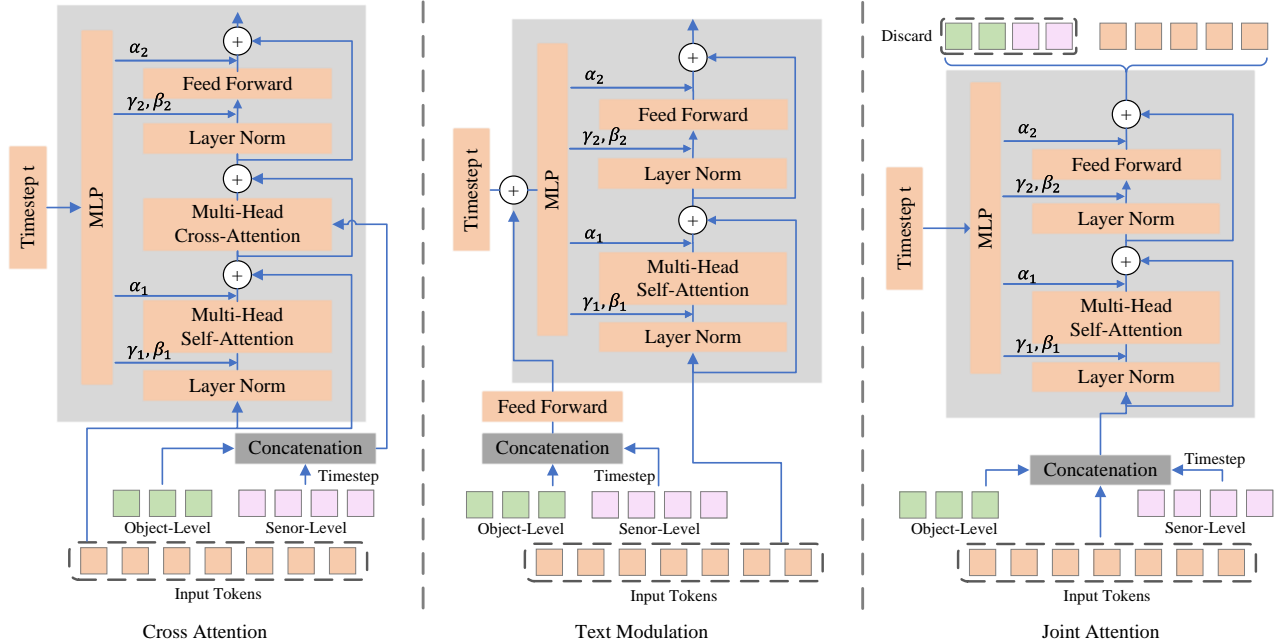 α₂
Feed Forward
γ₂, β₂
Layer Norm
Timestep t
MLP
Multi-Head
Cross-Attention
α₁
Multi-Head
Self-Attention
γ₁, β₁
Layer Norm
Concatenation
Timestep
Object-Level
Senor-Level
Input Tokens
Cross Attention
α₂
Feed Forward
γ₂, β₂
Layer Norm
Timestep t
MLP
α₁
Multi-Head
Self-Attention
γ₁, β₁
Layer Norm
Feed Forward
Concatenation
Timestep
Object-Level
Senor-Level
Input Tokens
Text Modulation
Discard
α₂
Feed Forward
γ₂, β₂
Layer Norm
Timestep t
MLP
α₁
Multi-Head
Self-Attention
γ₁, β₁
Layer Norm
Concatenation
Timestep
Object-Level
Senor-Level
Input Tokens
Joint Attention